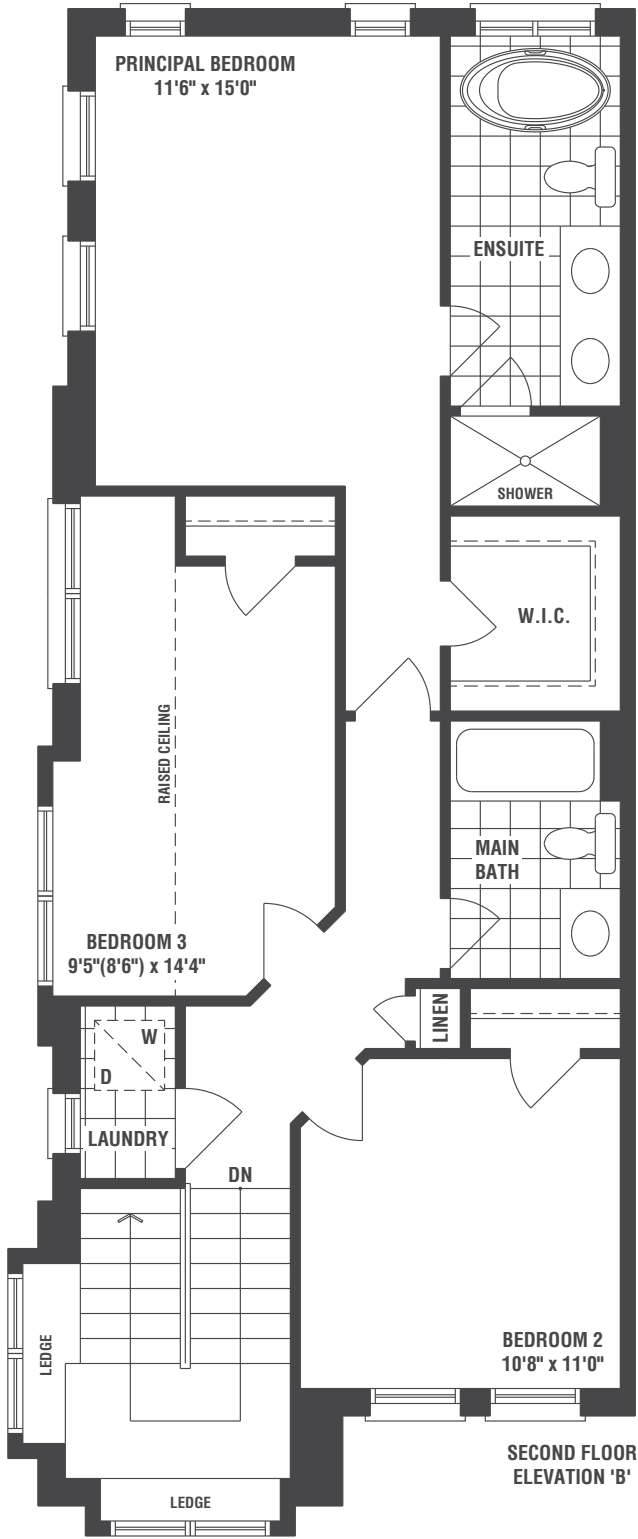 PRINCIPAL BEDROOM
11'6" x 15'0"
ENSUITE
SHOWER
W.I.C.
RAISED CEILING
MAIN
BATH
BEDROOM 3
9'5"(8'6") x 14'4"
LINEN
W
D
LAUNDRY
DN
LEDGE
BEDROOM 2
10'8" x 11'0"
SECOND FLOOR
ELEVATION 'B'
LEDGE